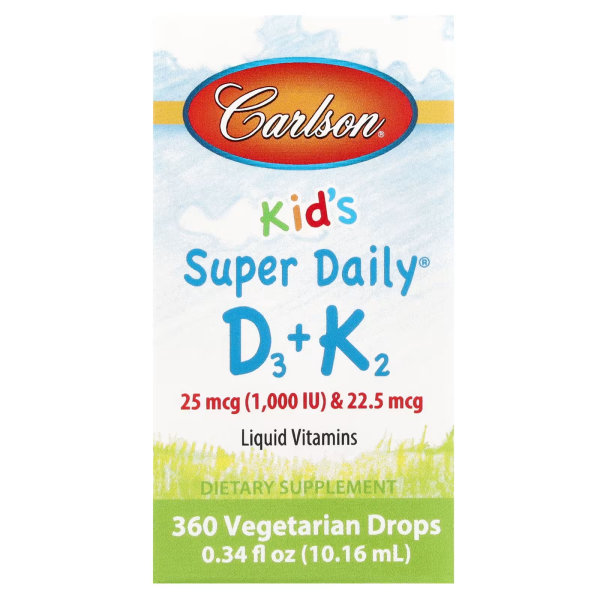 Carlson®
Kid's
Super Daily®
D₃+K₂
25 mcg (1,000 IU) & 22.5 mcg
Liquid Vitamins
DIETARY SUPPLEMENT
360 Vegetarian Drops
0.34 fl oz (10.16 mL)